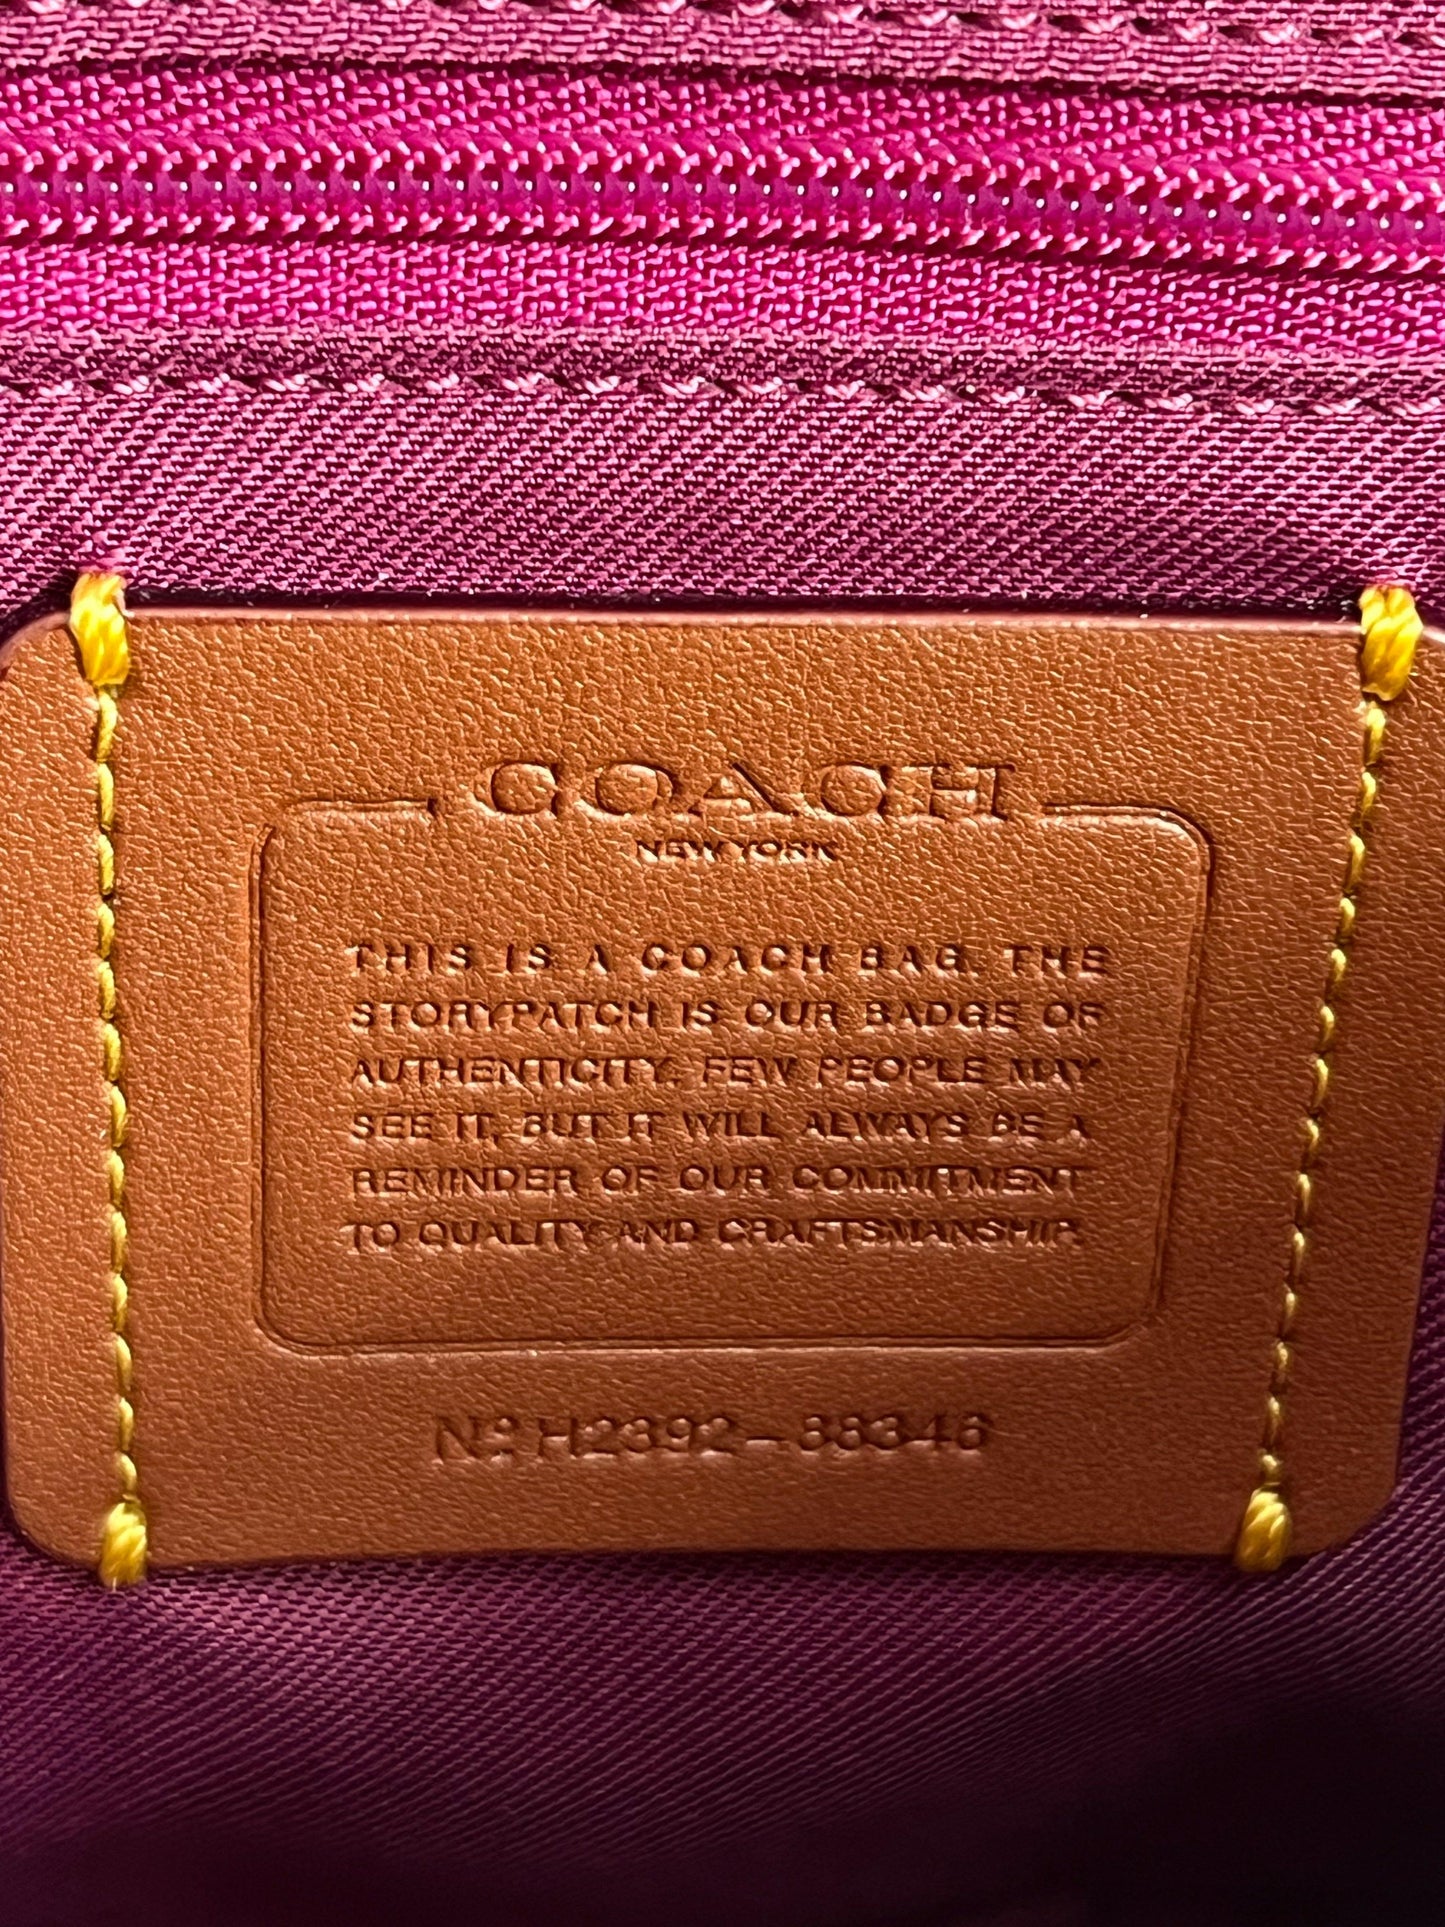 COACH
NEW YORK
THIS IS A COACH BAG. THE
STORYPATCH IS OUR BADGE OF
AUTHENTICITY. FEW PEOPLE MAY
SEE IT, BUT IT WILL ALWAYS BE A
REMINDER OF OUR COMMITMENT
TO QUALITY AND CRAFTSMANSHIP.
Nº H2392-88346